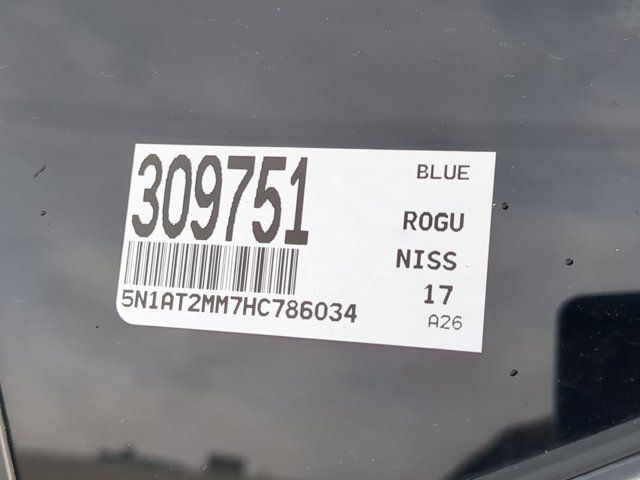 309751
5N1AT2MM7HC786034
BLUE
ROGU
NISS
17
A26